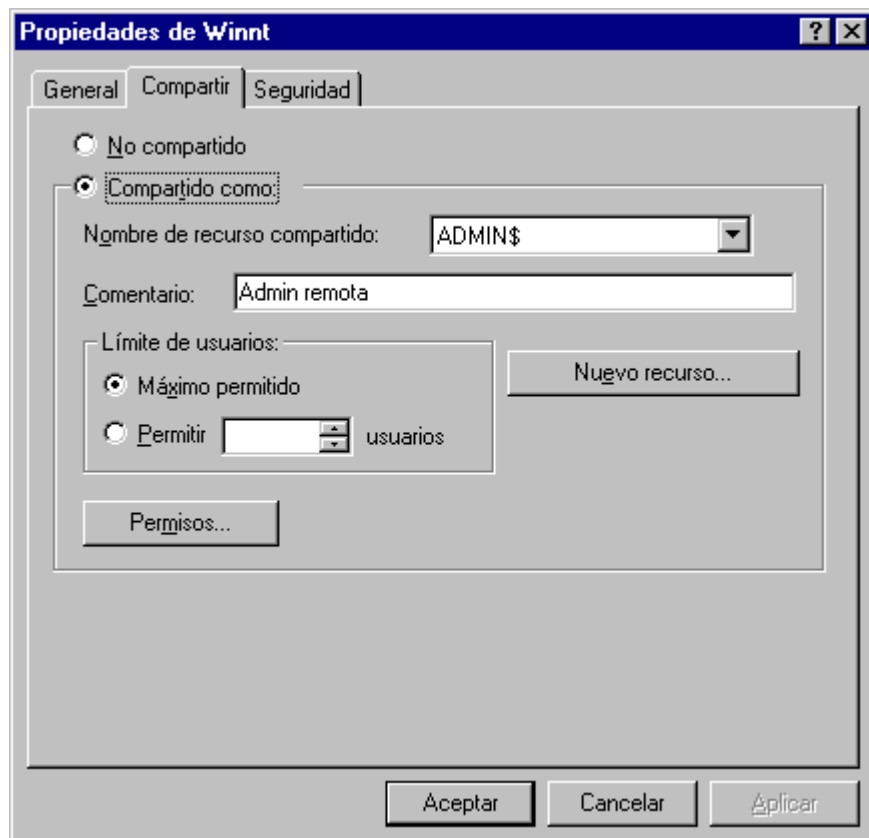 Propiedades de Winnt
General Compartir Seguridad
No compartido
Compartido como:
Nombre de recurso compartido: ADMIN$
Comentario: Admin remota
Límite de usuarios:
Máximo permitido
Nuevo recurso...
Permitir usuarios
Permisos...
Aceptar Cancelar Aplicar